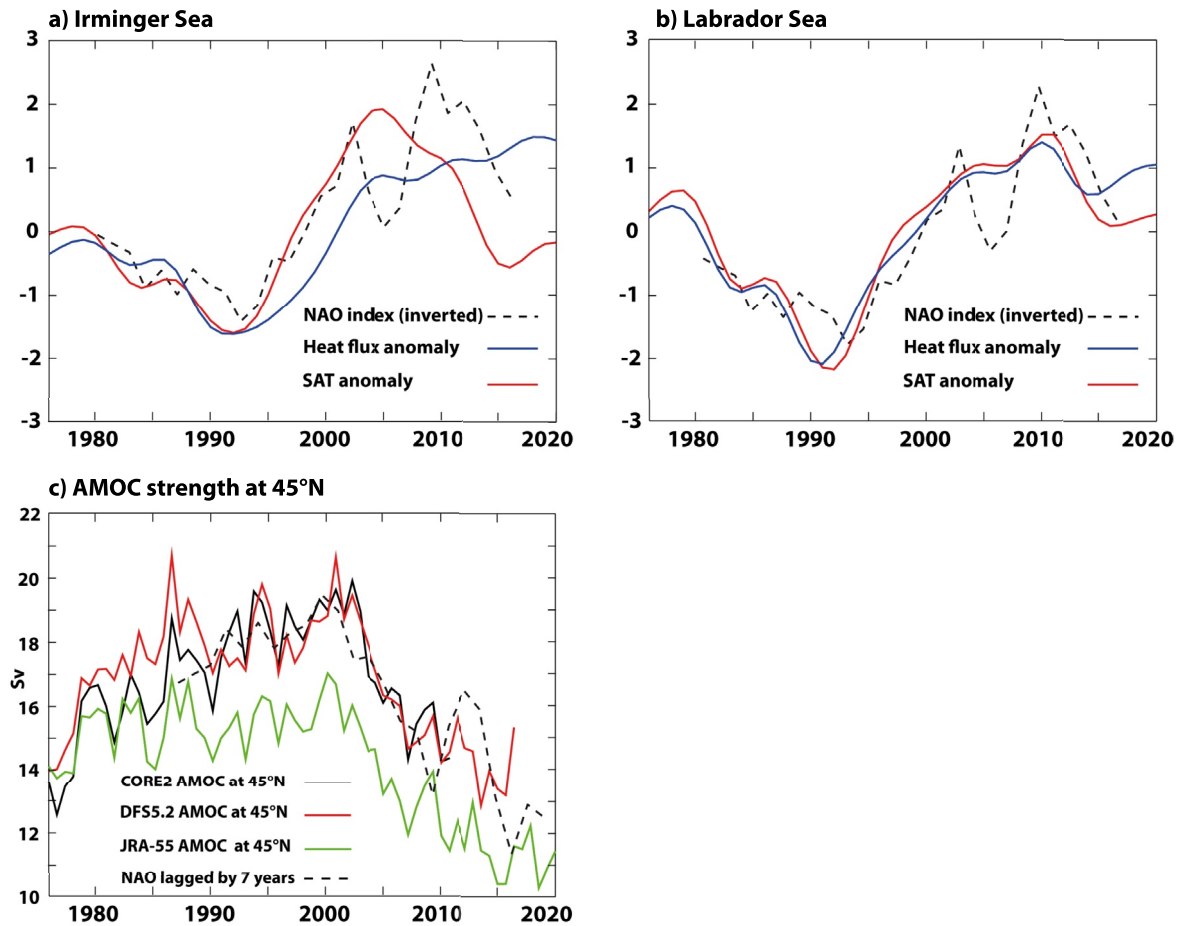 a) Irminger Sea
3
2
1
0
-1
-2
-3
NAO index (inverted)
Heat flux anomaly
SAT anomaly
1980 1990 2000 2010 2020
b) Labrador Sea
3
2
1
0
-1
-2
-3
NAO index (inverted)
Heat flux anomaly
SAT anomaly
1980 1990 2000 2010 2020
c) AMOC strength at 45°N
Sv
22
20
18
16
14
12
10
CORE2 AMOC at 45°N
DFS5.2 AMOC at 45°N
JRA-55 AMOC at 45°N
NAO lagged by 7 years
1980 1990 2000 2010 2020